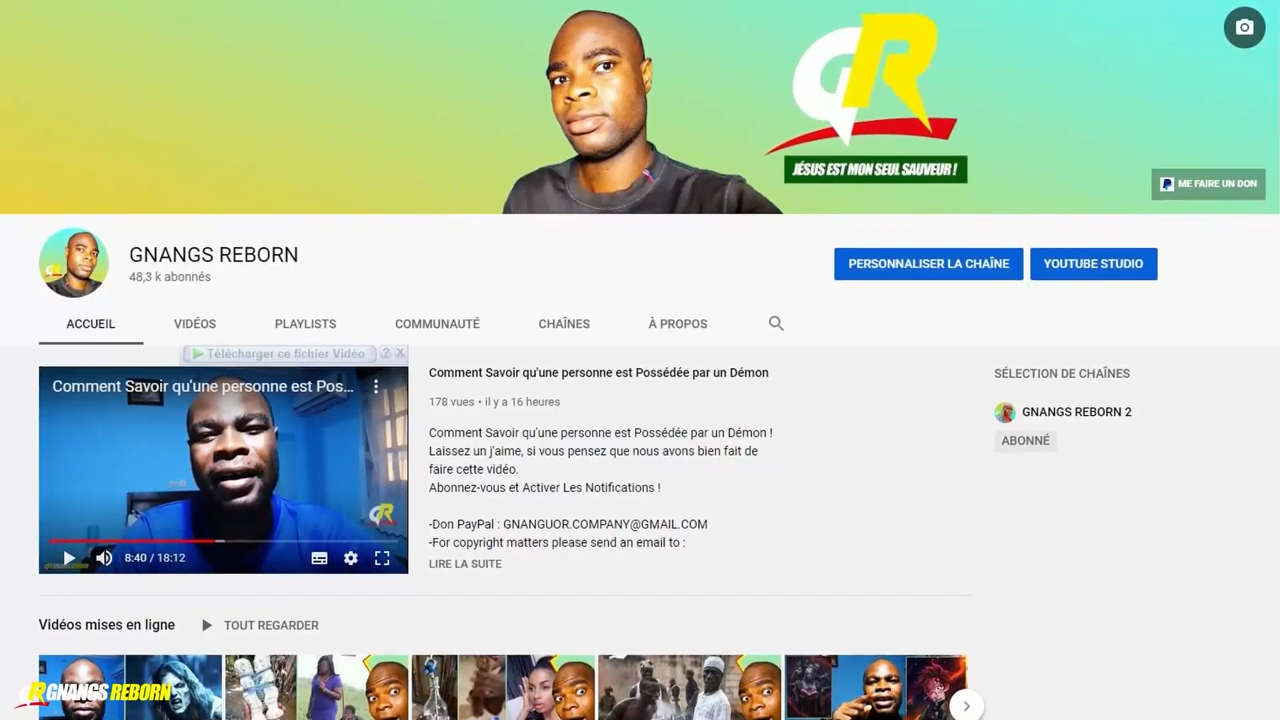 GR
JÉSUS EST MON SEUL SAUVEUR !
ME FAIRE UN DON
GNANGS REBORN
48,3 k abonnés
PERSONNALISER LA CHAÎNE
YOUTUBE STUDIO
ACCUEIL
VIDÉOS
PLAYLISTS
COMMUNAUTÉ
CHAÎNES
À PROPOS
Télécharger ce fichier Vidéo ? X
Comment Savoir qu'une personne est Pos...
GR
8:40 / 18:12
Comment Savoir qu'une personne est Possédée par un Démon
178 vues • il y a 16 heures
Comment Savoir qu'une personne est Possédée par un Démon !
Laissez un j'aime, si vous pensez que nous avons bien fait de
faire cette vidéo.
Abonnez-vous et Activer Les Notifications !
-Don PayPal : GNANGUOR.COMPANY@GMAIL.COM
-For copyright matters please send an email to :
LIRE LA SUITE
SÉLECTION DE CHAÎNES
GNANGS REBORN 2
ABONNÉ
Vidéos mises en ligne
TOUT REGARDER
GR GNANGS REBORN